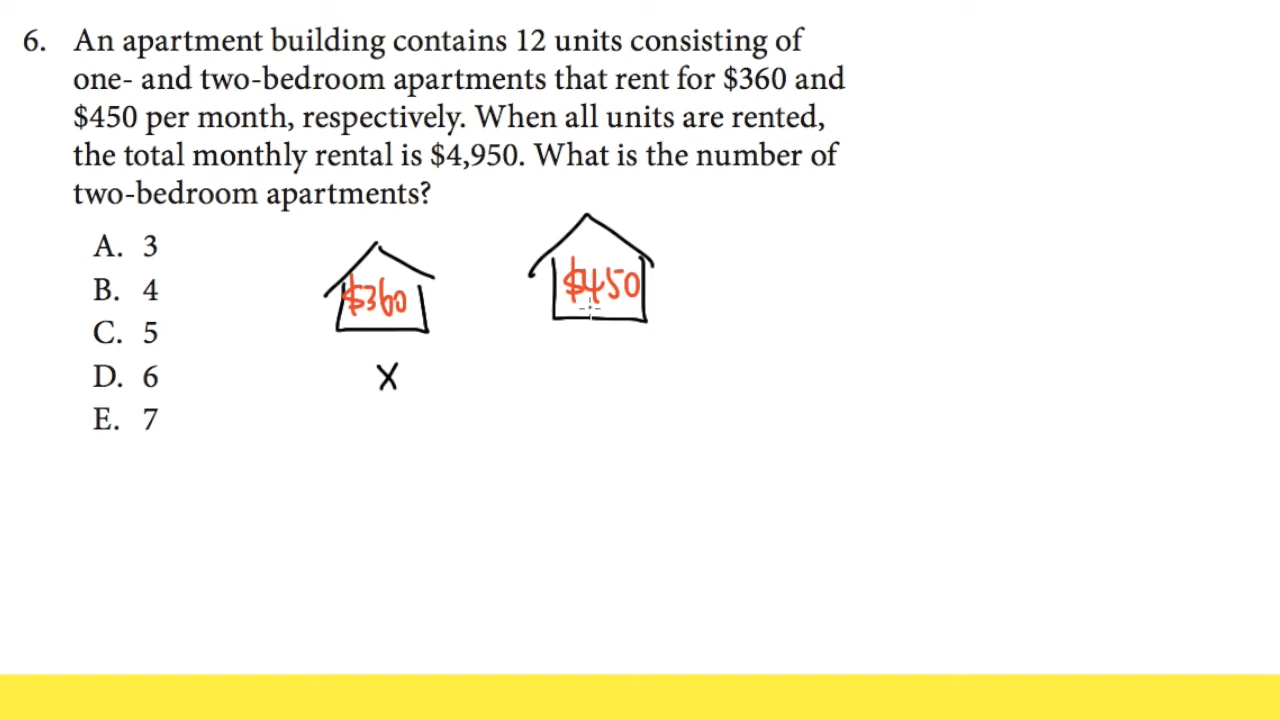 6. An apartment building contains 12 units consisting of
one- and two-bedroom apartments that rent for $360 and
$450 per month, respectively. When all units are rented,
the total monthly rental is $4,950. What is the number of
two-bedroom apartments?
A. 3
B. 4
C. 5
D. 6
E. 7
$360
$450
X